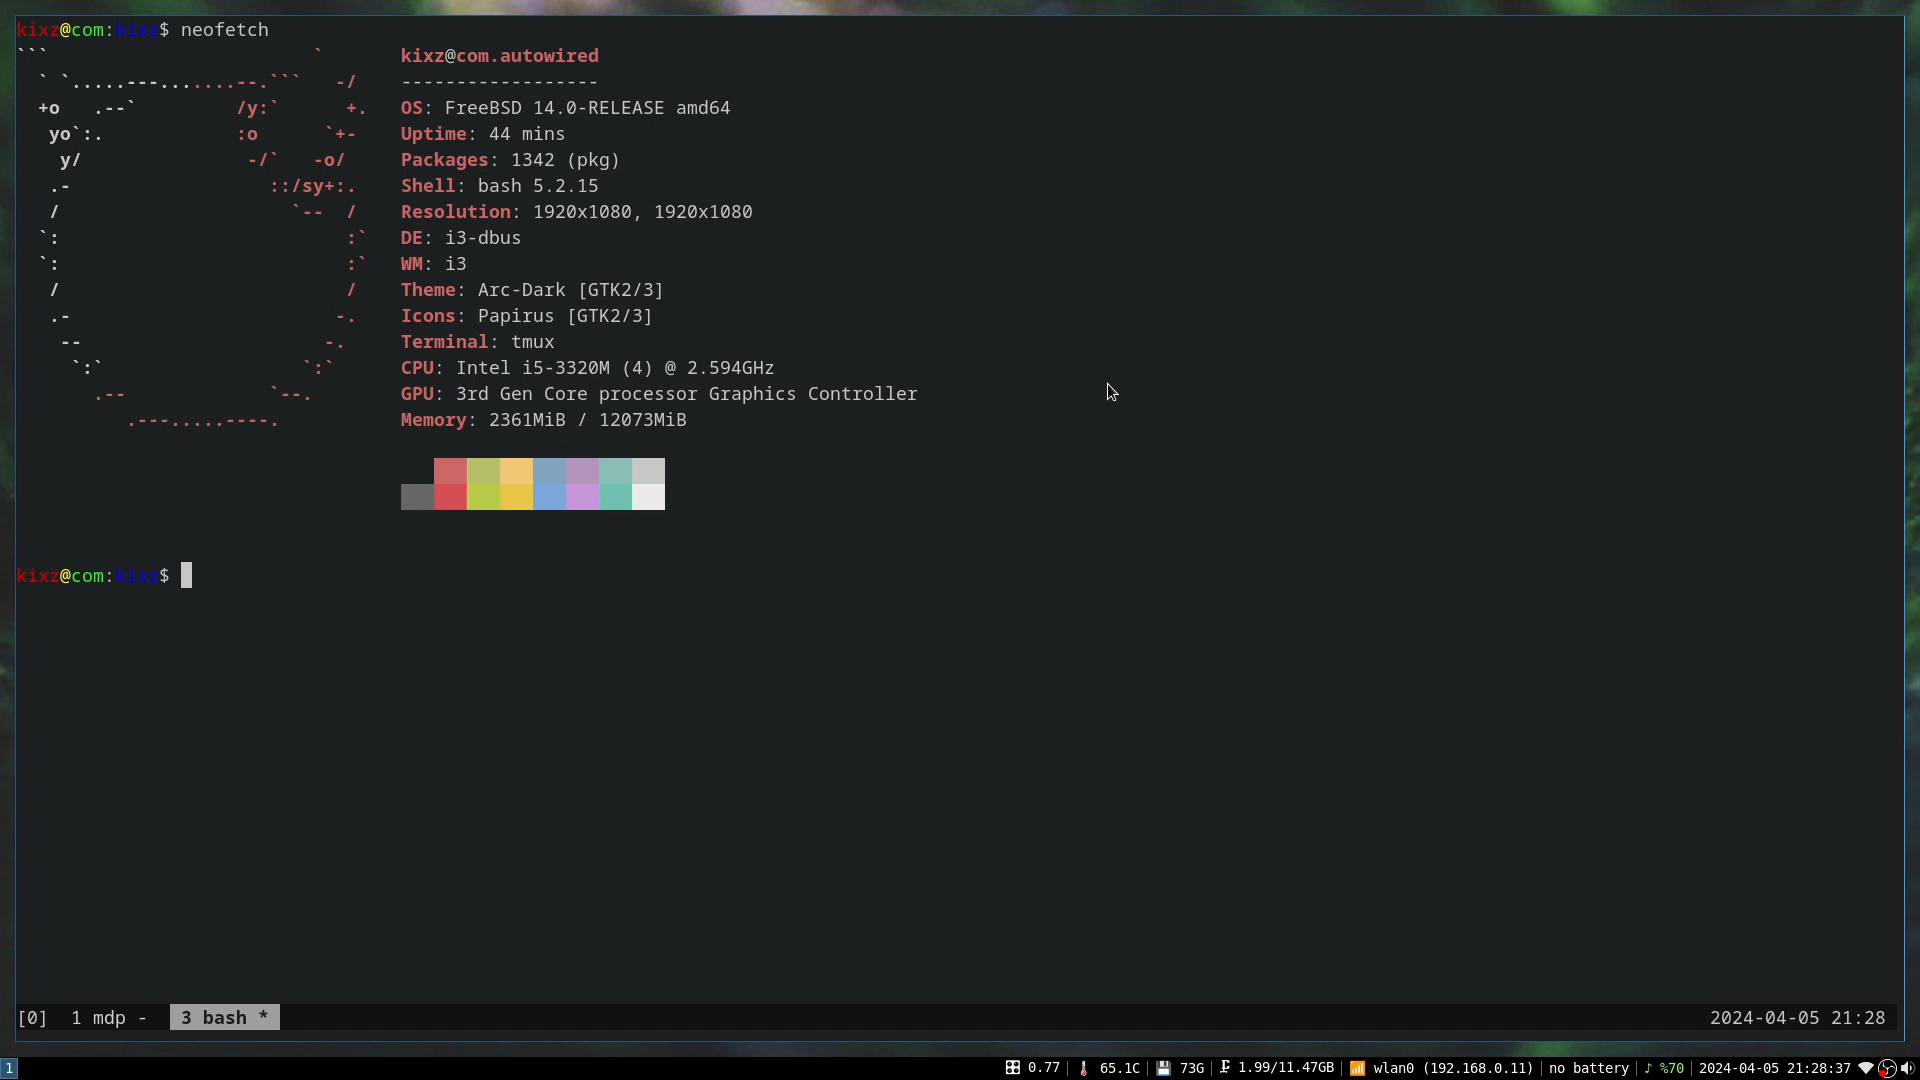 kixz@com:kixz$ neofetch
```                        `
  ` `.....---.......--.```   -/
  +o   .--`         /y:`      +.
   yo`:.            :o      `+-
    y/               -/`   -o/
   .-                  ::/sy+:.
   /                     `--  /
  `:                          :`
  `:                          :`
   /                          /
   .-                        -.
    --                      -.
     `:`                  `:`
       .--             `--.
          .---.....----.
kixz@com.autowired
------------------
OS: FreeBSD 14.0-RELEASE amd64
Uptime: 44 mins
Packages: 1342 (pkg)
Shell: bash 5.2.15
Resolution: 1920x1080, 1920x1080
DE: i3-dbus
WM: i3
Theme: Arc-Dark [GTK2/3]
Icons: Papirus [GTK2/3]
Terminal: tmux
CPU: Intel i5-3320M (4) @ 2.594GHz
GPU: 3rd Gen Core processor Graphics Controller
Memory: 2361MiB / 12073MiB
kixz@com:kixz$
[0]  1 mdp -  3 bash * 2024-04-05 21:28
1 0.77 | 65.1C | 73G | 1.99/11.47GB | wlan0 (192.168.0.11) | no battery | ♪ %70 | 2024-04-05 21:28:37